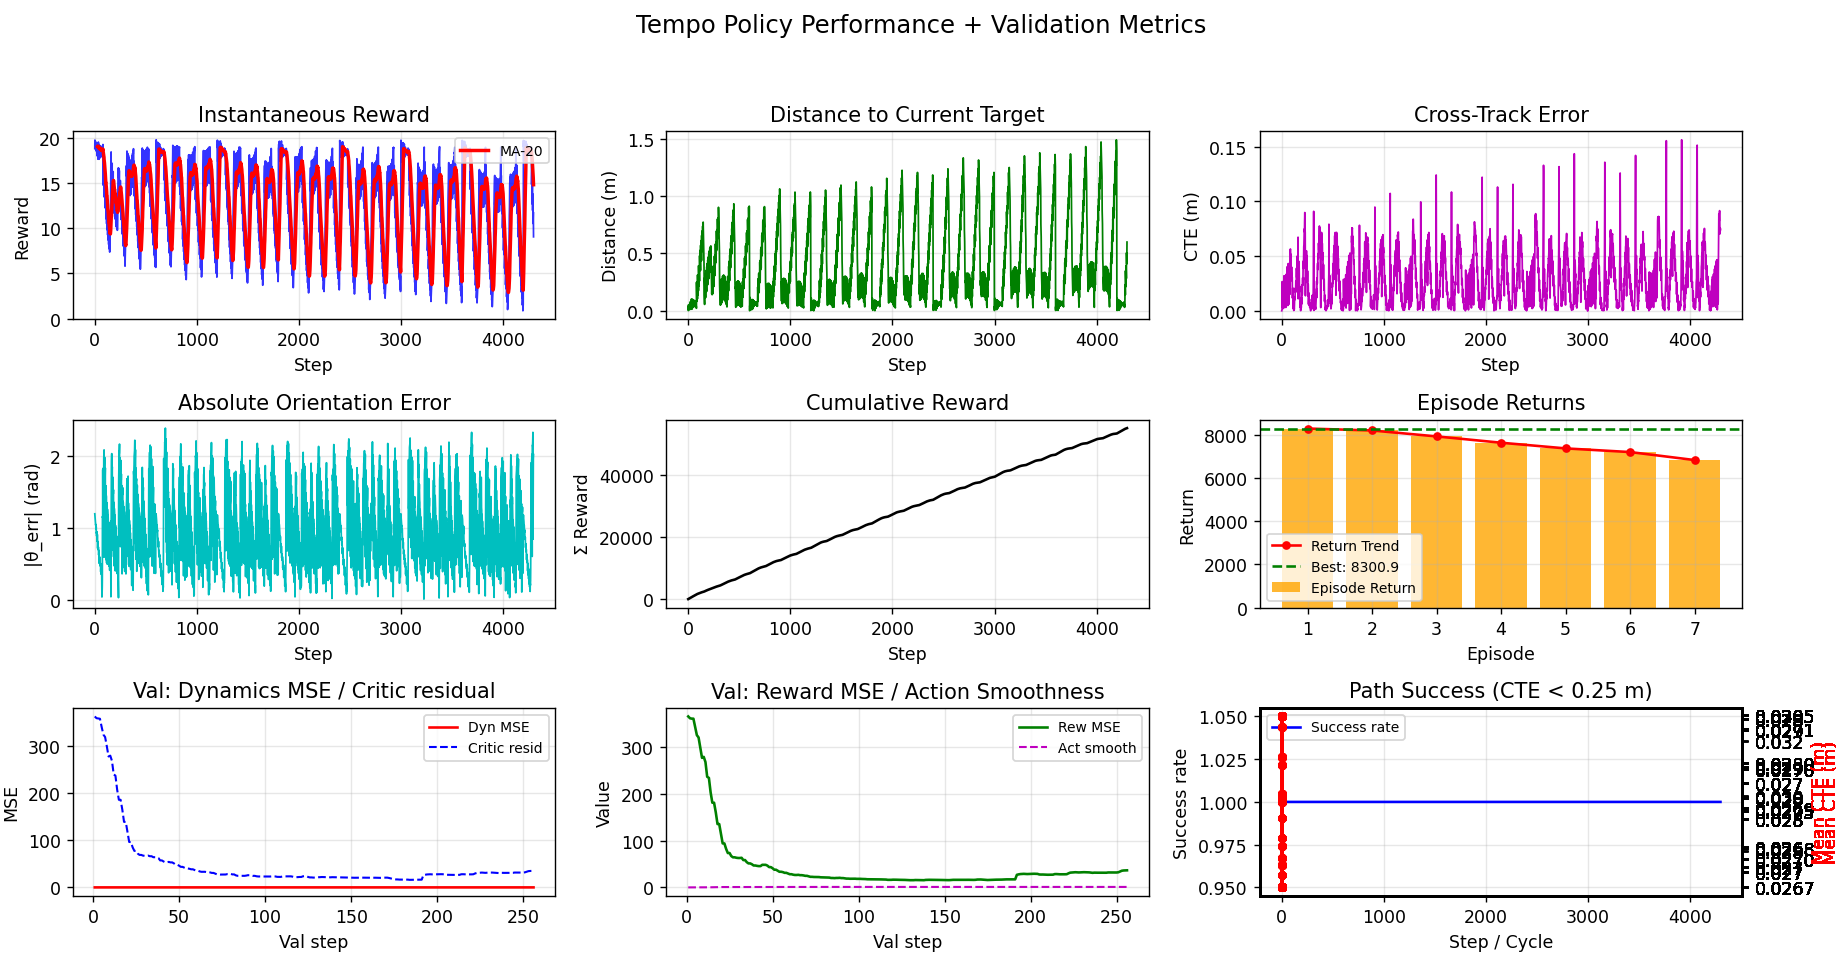 Tempo Policy Performance + Validation Metrics
Instantaneous Reward
Reward
20
15
10
5
0
MA-20
0 1000 2000 3000 4000
Step
Distance to Current Target
Distance (m)
1.5
1.0
0.5
0.0
0 1000 2000 3000 4000
Step
Cross-Track Error
CTE (m)
0.15
0.10
0.05
0.00
0 1000 2000 3000 4000
Step
Absolute Orientation Error
|θ_err| (rad)
2
1
0
0 1000 2000 3000 4000
Step
Cumulative Reward
Σ Reward
40000
20000
0
0 1000 2000 3000 4000
Step
Episode Returns
Return
8000
6000
4000
2000
0
Return Trend
Best: 8300.9
Episode Return
1 2 3 4 5 6 7
Episode
Val: Dynamics MSE / Critic residual
MSE
300
200
100
0
Dyn MSE
Critic resid
0 50 100 150 200 250
Val step
Val: Reward MSE / Action Smoothness
Value
300
200
100
0
Rew MSE
Act smooth
0 50 100 150 200 250
Val step
Path Success (CTE < 0.25 m)
Success rate
1.050
1.025
1.000
0.975
0.950
Success rate
0 1000 2000 3000 4000
Step / Cycle
0.032
0.027
0.028
0.0267
Mean CTE (m)